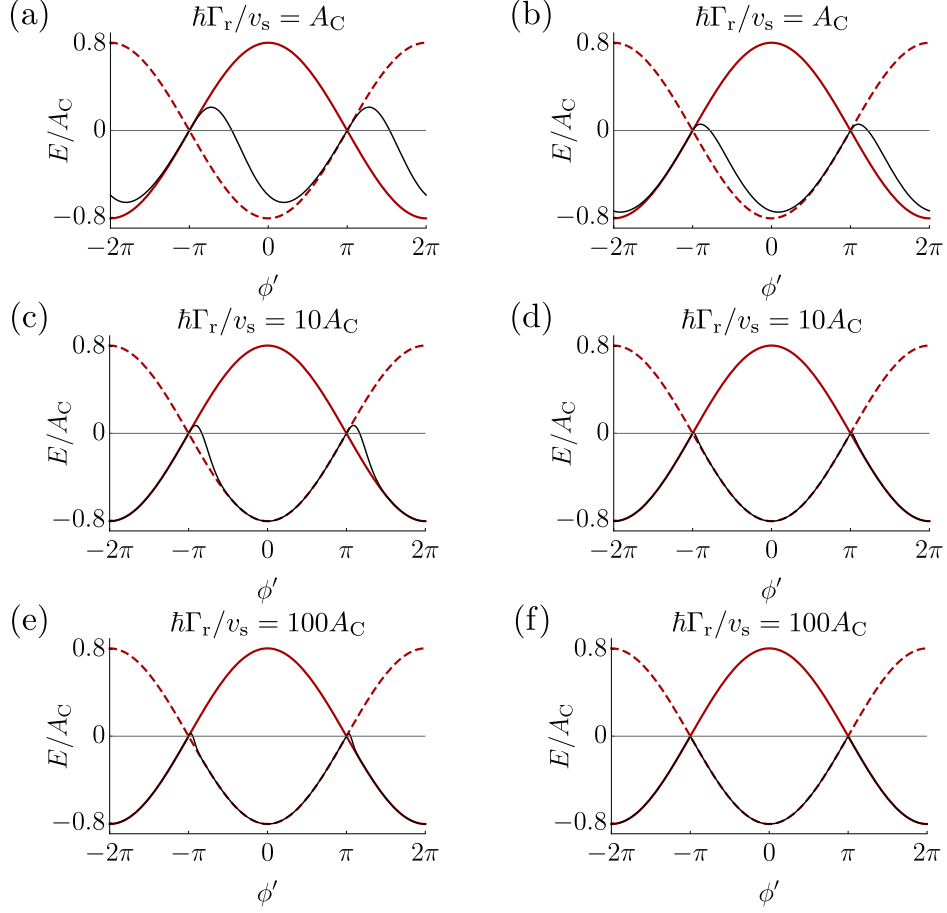 (a) ħΓr/vs = AC
(b) ħΓr/vs = AC
0.8
0
−0.8
E/AC
−2π −π 0 π 2π
ϕ′
0.8
0
−0.8
E/AC
−2π −π 0 π 2π
ϕ′
(c) ħΓr/vs = 10AC
(d) ħΓr/vs = 10AC
0.8
0
−0.8
E/AC
−2π −π 0 π 2π
ϕ′
0.8
0
−0.8
E/AC
−2π −π 0 π 2π
ϕ′
(e) ħΓr/vs = 100AC
(f) ħΓr/vs = 100AC
0.8
0
−0.8
E/AC
−2π −π 0 π 2π
ϕ′
0.8
0
−0.8
E/AC
−2π −π 0 π 2π
ϕ′